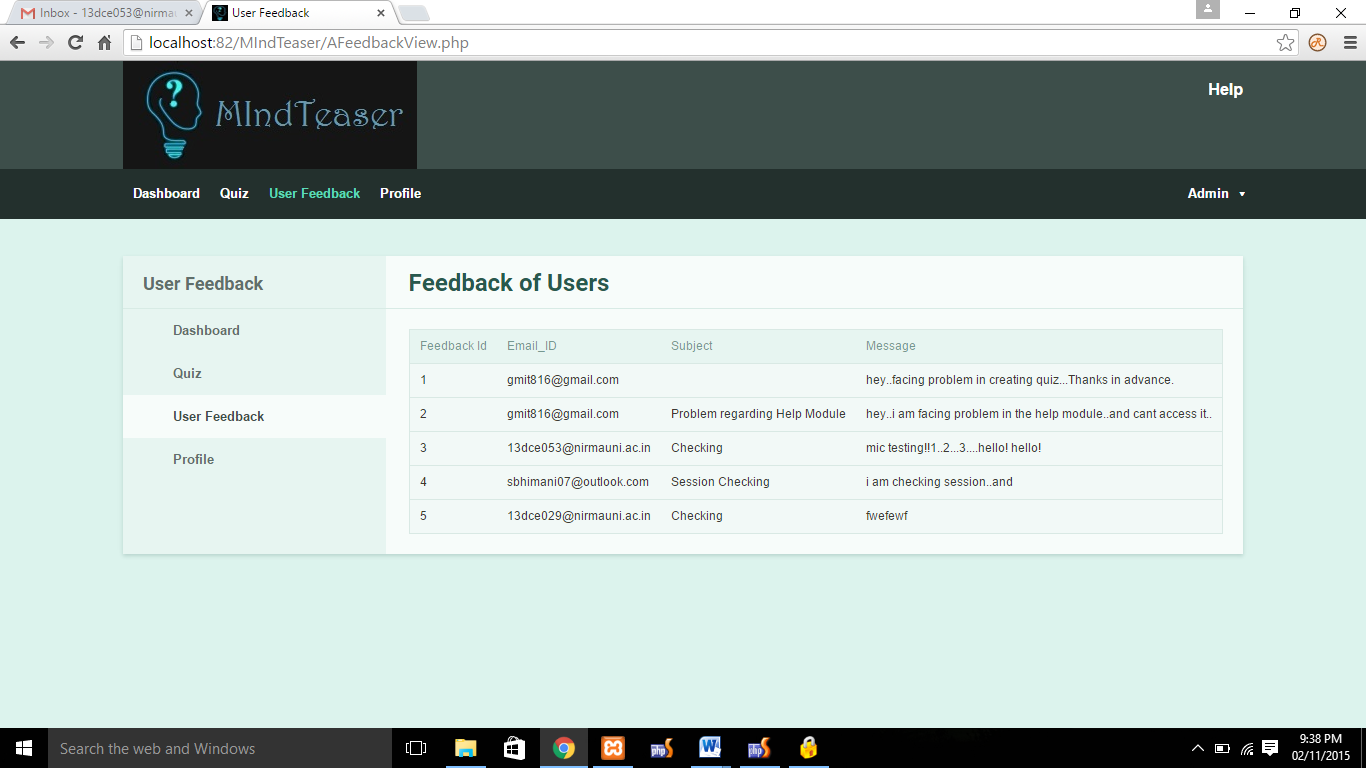 Inbox - 13dce053@nirmau
User Feedback
localhost:82/MIndTeaser/AFeedbackView.php
?
MIndTeaser
Help
Dashboard Quiz User Feedback Profile Admin
User Feedback
Dashboard
Quiz
User Feedback
Profile
Feedback of Users
Feedback Id Email_ID Subject Message
1 gmit816@gmail.com hey..facing problem in creating quiz...Thanks in advance.
2 gmit816@gmail.com Problem regarding Help Module hey..i am facing problem in the help module..and cant access it..
3 13dce053@nirmauni.ac.in Checking mic testing!!1..2...3....hello! hello!
4 sbhimani07@outlook.com Session Checking i am checking session..and
5 13dce029@nirmauni.ac.in Checking fwefewf
Search the web and Windows
php
W
php
9:38 PM
02/11/2015